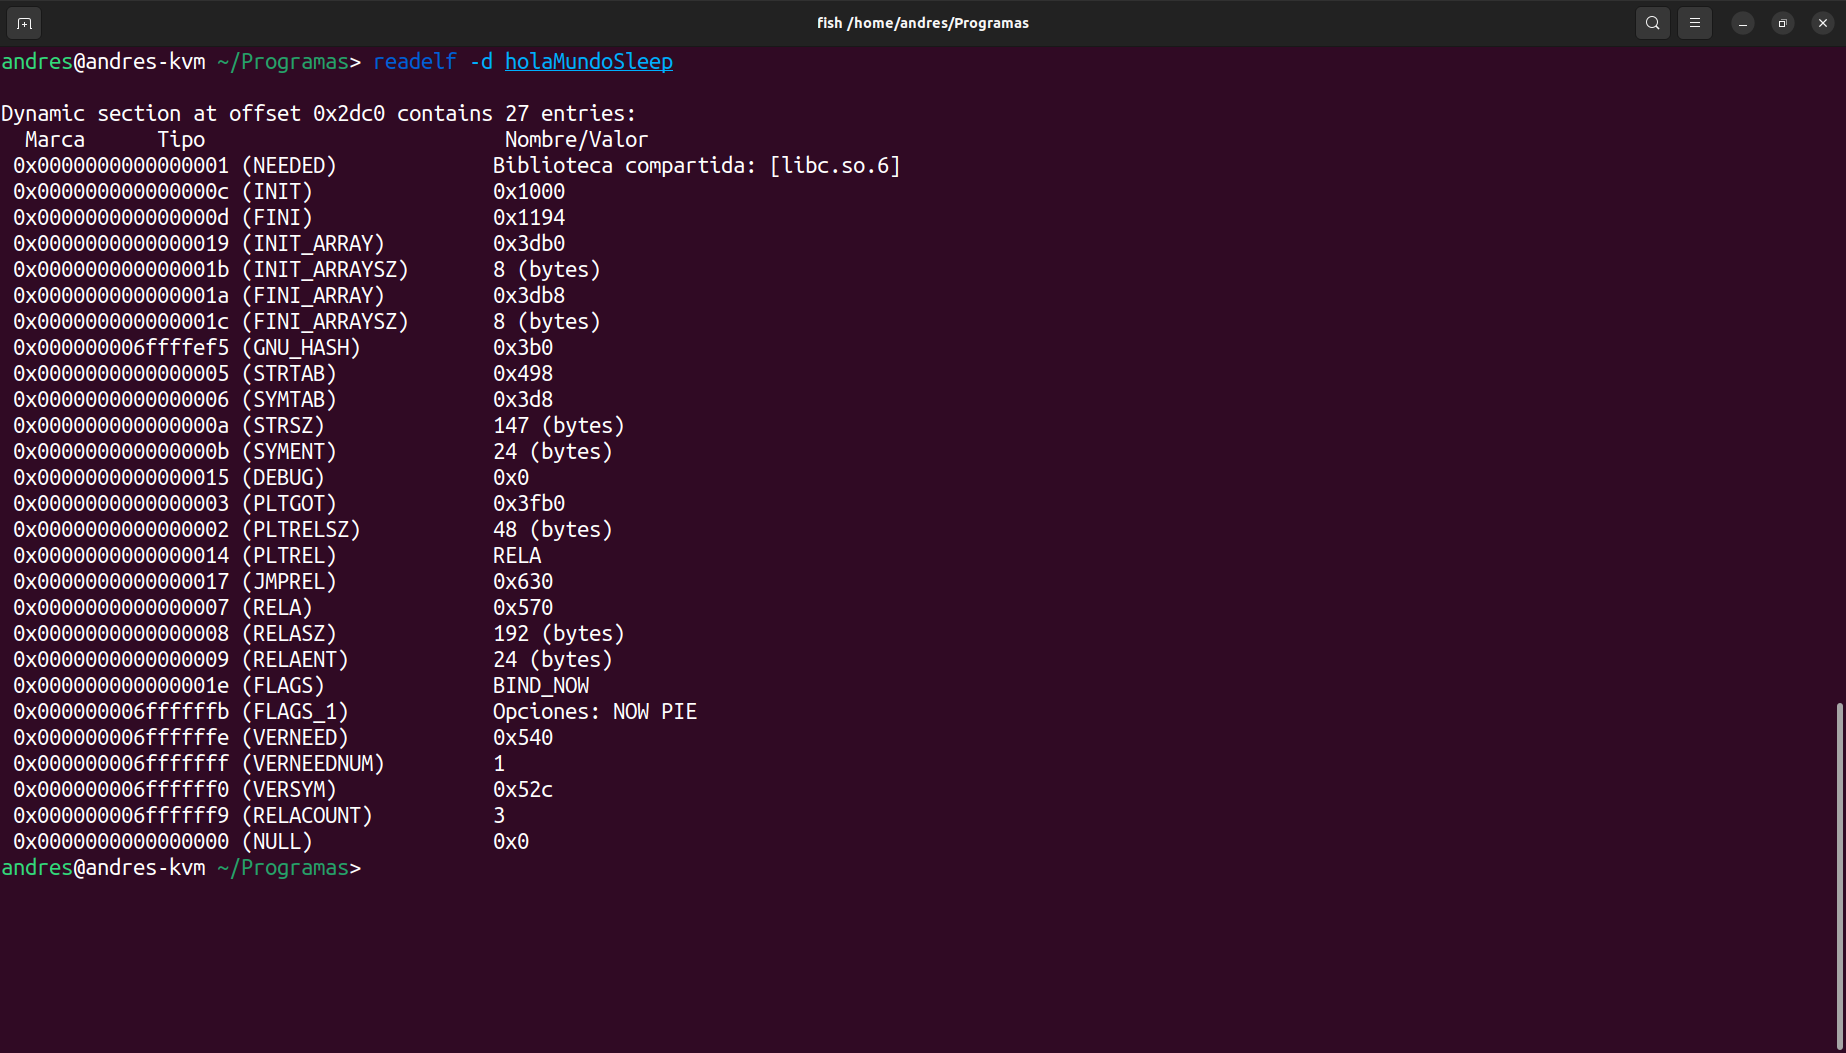 fish /home/andres/Programas
andres@andres-kvm ~/Programas> readelf -d holaMundoSleep
Dynamic section at offset 0x2dc0 contains 27 entries:
Marca Tipo Nombre/Valor
0x0000000000000001 (NEEDED) Biblioteca compartida: [libc.so.6]
0x000000000000000c (INIT) 0x1000
0x000000000000000d (FINI) 0x1194
0x0000000000000019 (INIT_ARRAY) 0x3db0
0x000000000000001b (INIT_ARRAYSZ) 8 (bytes)
0x000000000000001a (FINI_ARRAY) 0x3db8
0x000000000000001c (FINI_ARRAYSZ) 8 (bytes)
0x000000006ffffef5 (GNU_HASH) 0x3b0
0x0000000000000005 (STRTAB) 0x498
0x0000000000000006 (SYMTAB) 0x3d8
0x000000000000000a (STRSZ) 147 (bytes)
0x000000000000000b (SYMENT) 24 (bytes)
0x0000000000000015 (DEBUG) 0x0
0x0000000000000003 (PLTGOT) 0x3fb0
0x0000000000000002 (PLTRELSZ) 48 (bytes)
0x0000000000000014 (PLTREL) RELA
0x0000000000000017 (JMPREL) 0x630
0x0000000000000007 (RELA) 0x570
0x0000000000000008 (RELASZ) 192 (bytes)
0x0000000000000009 (RELAENT) 24 (bytes)
0x000000000000001e (FLAGS) BIND_NOW
0x000000006ffffffb (FLAGS_1) Opciones: NOW PIE
0x000000006ffffffe (VERNEED) 0x540
0x000000006fffffff (VERNEEDNUM) 1
0x000000006ffffff0 (VERSYM) 0x52c
0x000000006ffffff9 (RELACOUNT) 3
0x0000000000000000 (NULL) 0x0
andres@andres-kvm ~/Programas>